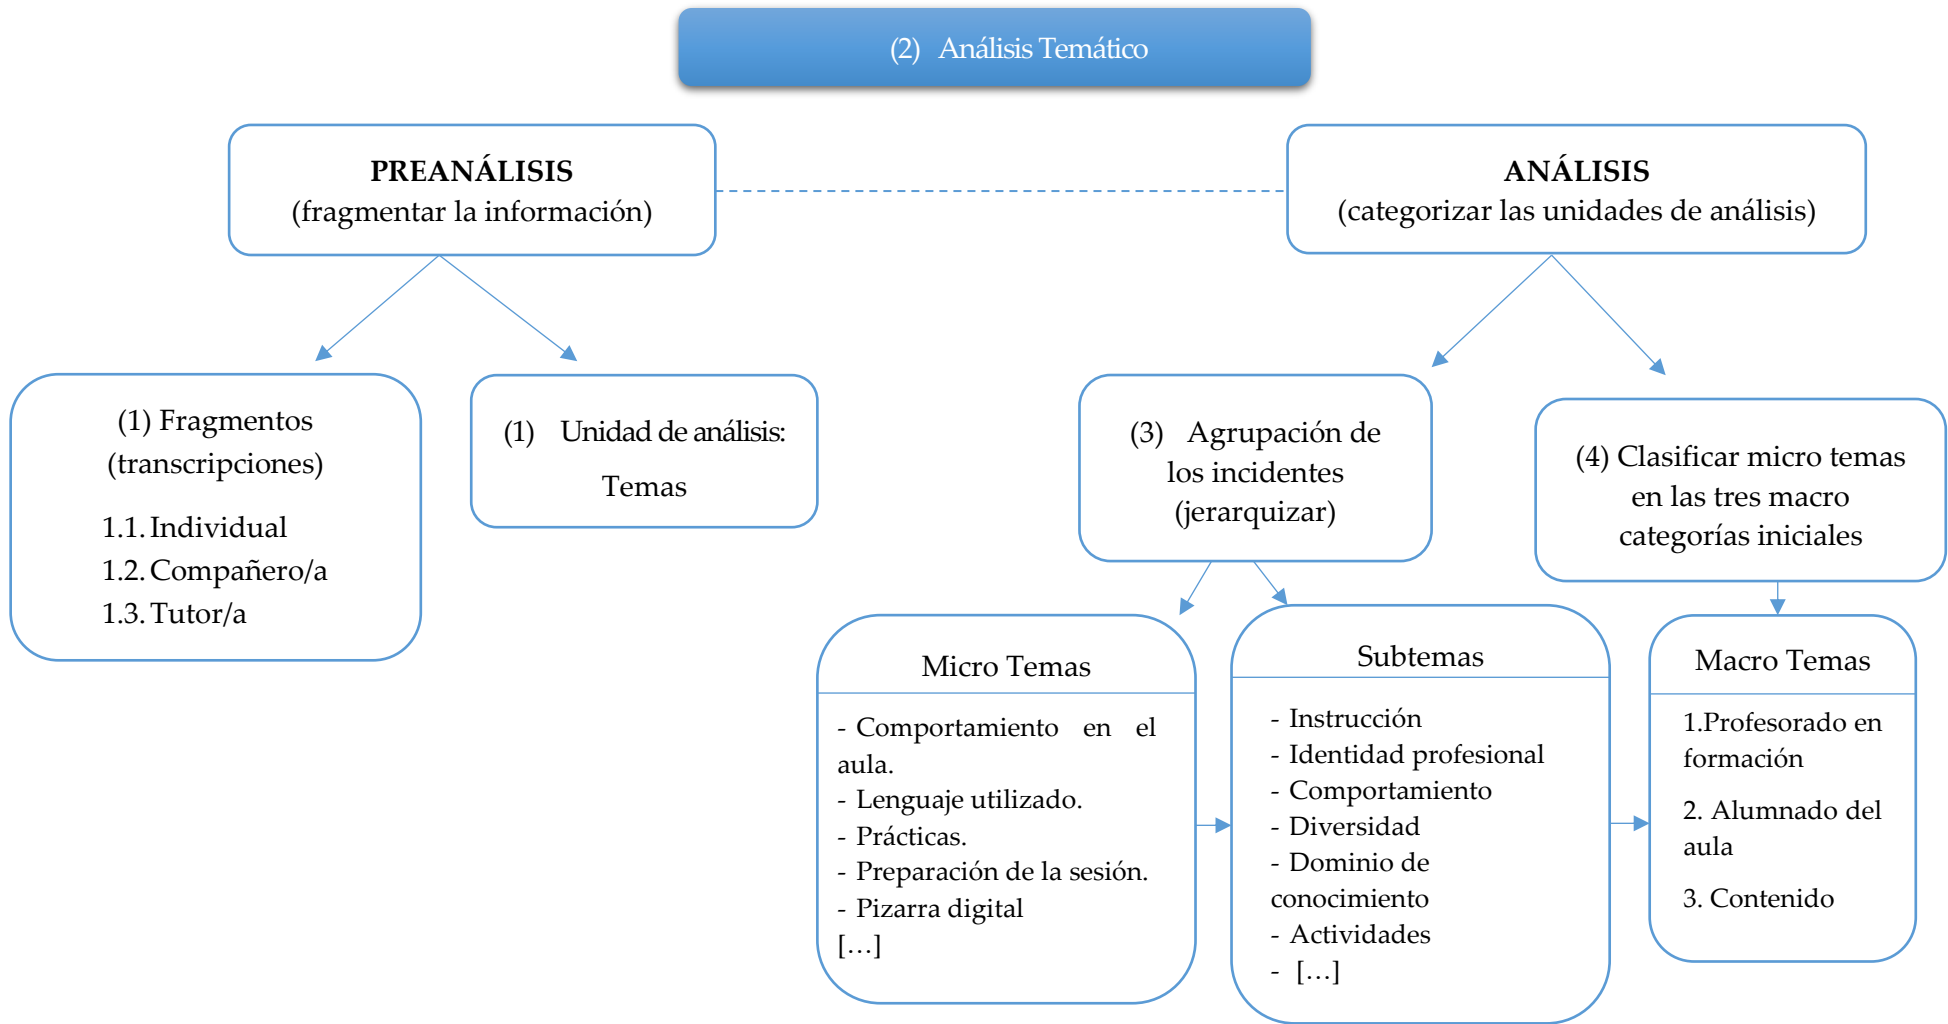 (2) Análisis Temático
PREANÁLISIS
(fragmentar la información)
ANÁLISIS
(categorizar las unidades de análisis)
(1) Fragmentos
(transcripciones)
1.1. Individual
1.2. Compañero/a
1.3. Tutor/a
(1) Unidad de análisis:
Temas
(3) Agrupación de
los incidentes
(jerarquizar)
(4) Clasificar micro temas
en las tres macro
categorías iniciales
Micro Temas
- Comportamiento en el
aula.
- Lenguaje utilizado.
- Prácticas.
- Preparación de la sesión.
- Pizarra digital
[…]
Subtemas
- Instrucción
- Identidad profesional
- Comportamiento
- Diversidad
- Dominio de
conocimiento
- Actividades
- […]
Macro Temas
1.Profesorado en
formación
2. Alumnado del
aula
3. Contenido